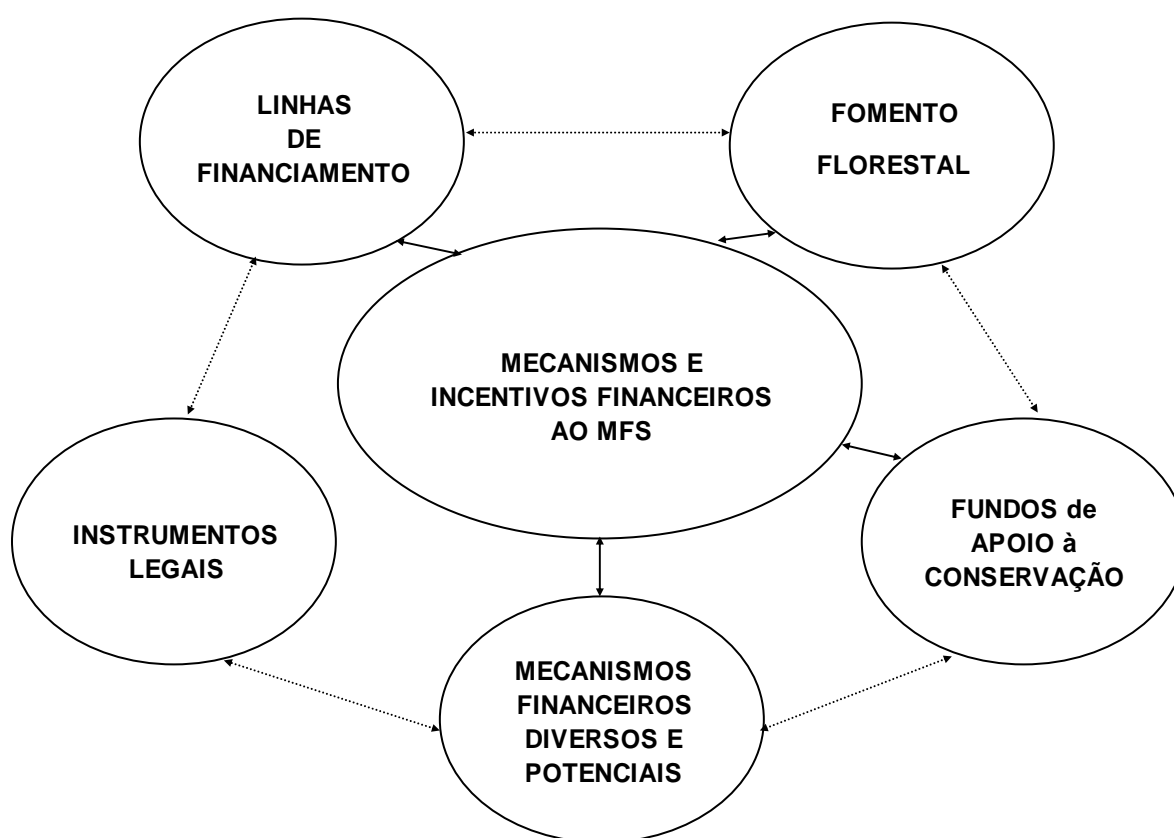 LINHAS
DE
FINANCIAMENTO
FOMENTO
FLORESTAL
MECANISMOS E
INCENTIVOS FINANCEIROS
AO MFS
INSTRUMENTOS
LEGAIS
FUNDOS de
APOIO à
CONSERVAÇÃO
MECANISMOS
FINANCEIROS
DIVERSOS E
POTENCIAIS